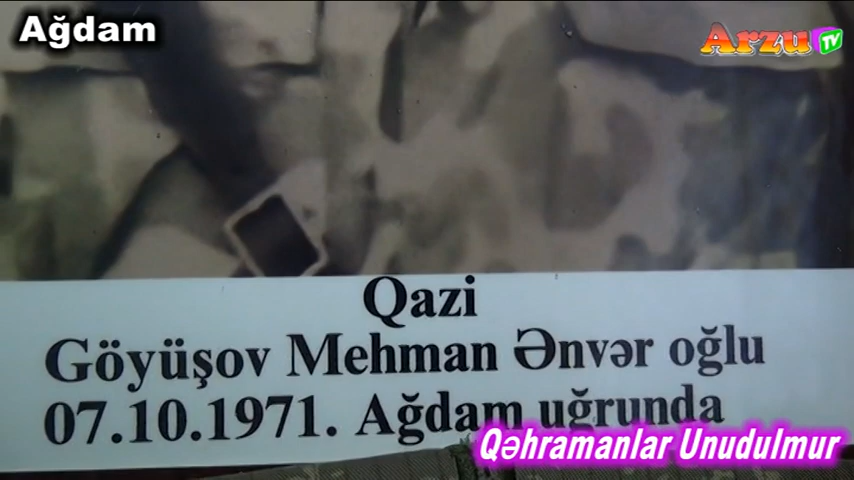 Ağdam
Arzu TV
Qazi
Göyüşov Mehman Ənvər oğlu
07.10.1971. Ağdam uğrunda
Qəhramanlar Unudulmur